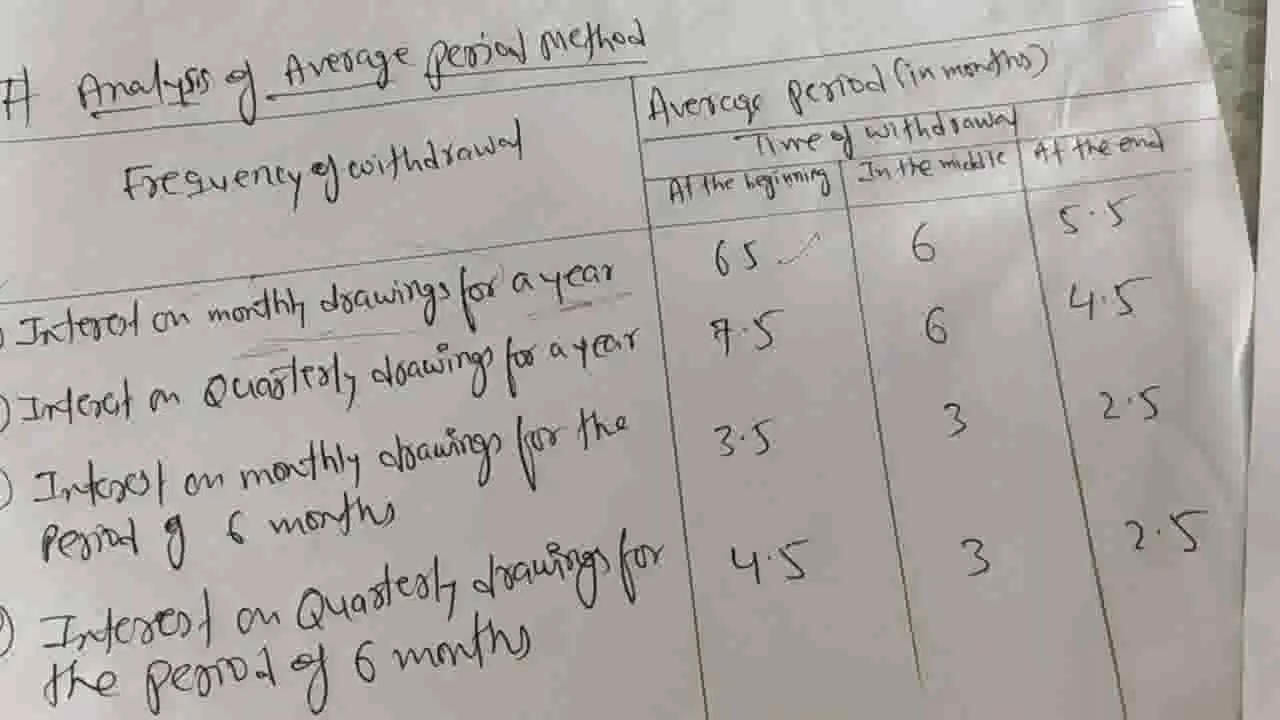 7) Analysis of Average period Method
Frequency of withdrawal
Average period (in months)
Time of withdrawal
At the beginning In the middle At the end
) Interest on monthly drawings for a year 65 6 5.5
) Interest on Quarterly drawings for a year 7.5 6 4.5
) Interest on monthly drawings for the 3.5 3 2.5
Period of 6 months
) Interest on Quarterly drawings for 4.5 3 2.5
the period of 6 months